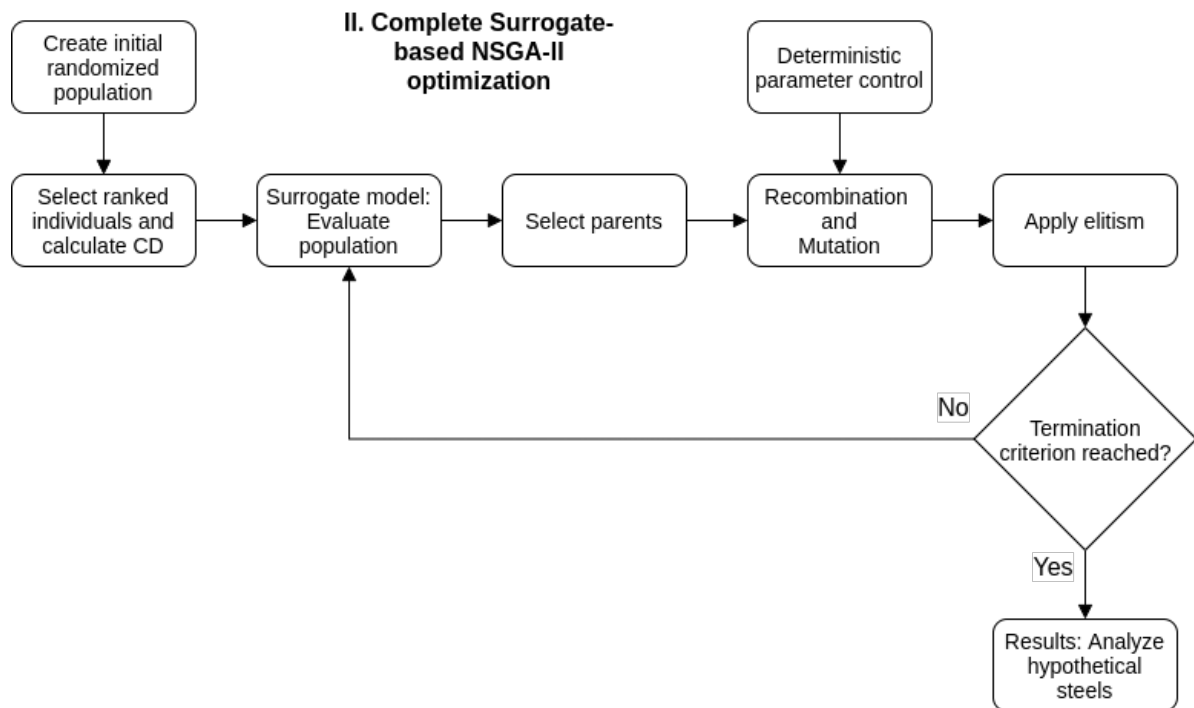 II. Complete Surrogate-
based NSGA-II
optimization
Create initial
randomized
population
Deterministic
parameter control
Select ranked
individuals and
calculate CD
Surrogate model:
Evaluate
population
Select parents
Recombination
and
Mutation
Apply elitism
No
Termination
criterion reached?
Yes
Results: Analyze
hypothetical
steels